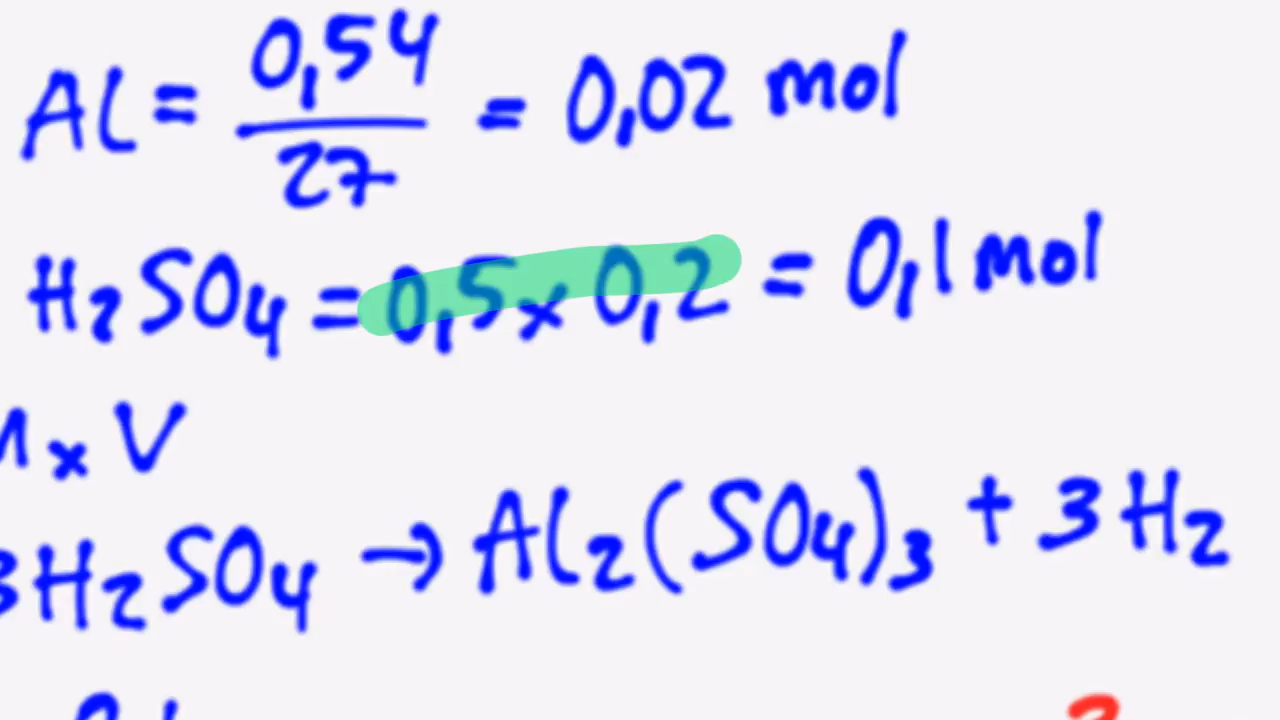 Al = 0,54/27 = 0,02 mol
H₂SO₄ = 0,5 x 0,2 = 0,1 mol
M x V
3H₂SO₄ → Al₂(SO₄)₃ + 3H₂